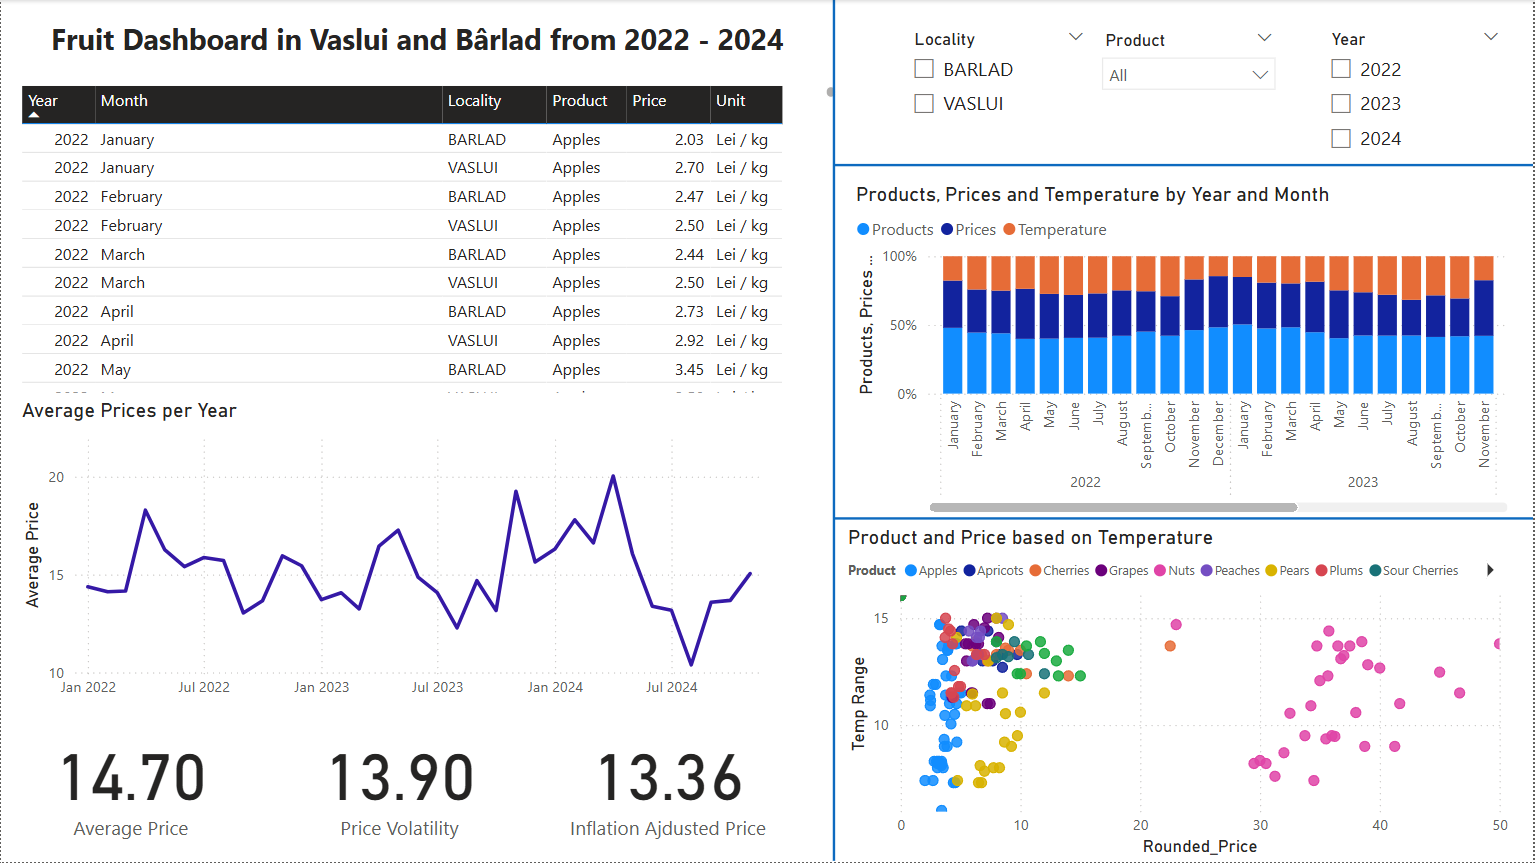 Fruit Dashboard in Vaslui and Bârlad from 2022 - 2024
Year Month Locality Product Price Unit
2022 January BARLAD Apples 2.03 Lei / kg
2022 January VASLUI Apples 2.70 Lei / kg
2022 February BARLAD Apples 2.47 Lei / kg
2022 February VASLUI Apples 2.50 Lei / kg
2022 March BARLAD Apples 2.44 Lei / kg
2022 March VASLUI Apples 2.50 Lei / kg
2022 April BARLAD Apples 2.73 Lei / kg
2022 April VASLUI Apples 2.92 Lei / kg
2022 May BARLAD Apples 3.45 Lei / kg
Average Prices per Year
Average Price
20
15
10
Jan 2022 Jul 2022 Jan 2023 Jul 2023 Jan 2024 Jul 2024
14.70 13.90 13.36
Average Price Price Volatility Inflation Ajdusted Price
Locality
BARLAD
VASLUI
Product
All
Year
2022
2023
2024
Products, Prices and Temperature by Year and Month
Products Prices Temperature
Products, Prices ...
100%
50%
0%
January February March April May June July August Septemb... October November December January February March April May June July August Septemb... October November
2022 2023
Product and Price based on Temperature
Product Apples Apricots Cherries Grapes Nuts Peaches Pears Plums Sour Cherries
Temp Range
15
10
0 10 20 30 40 50
Rounded_Price